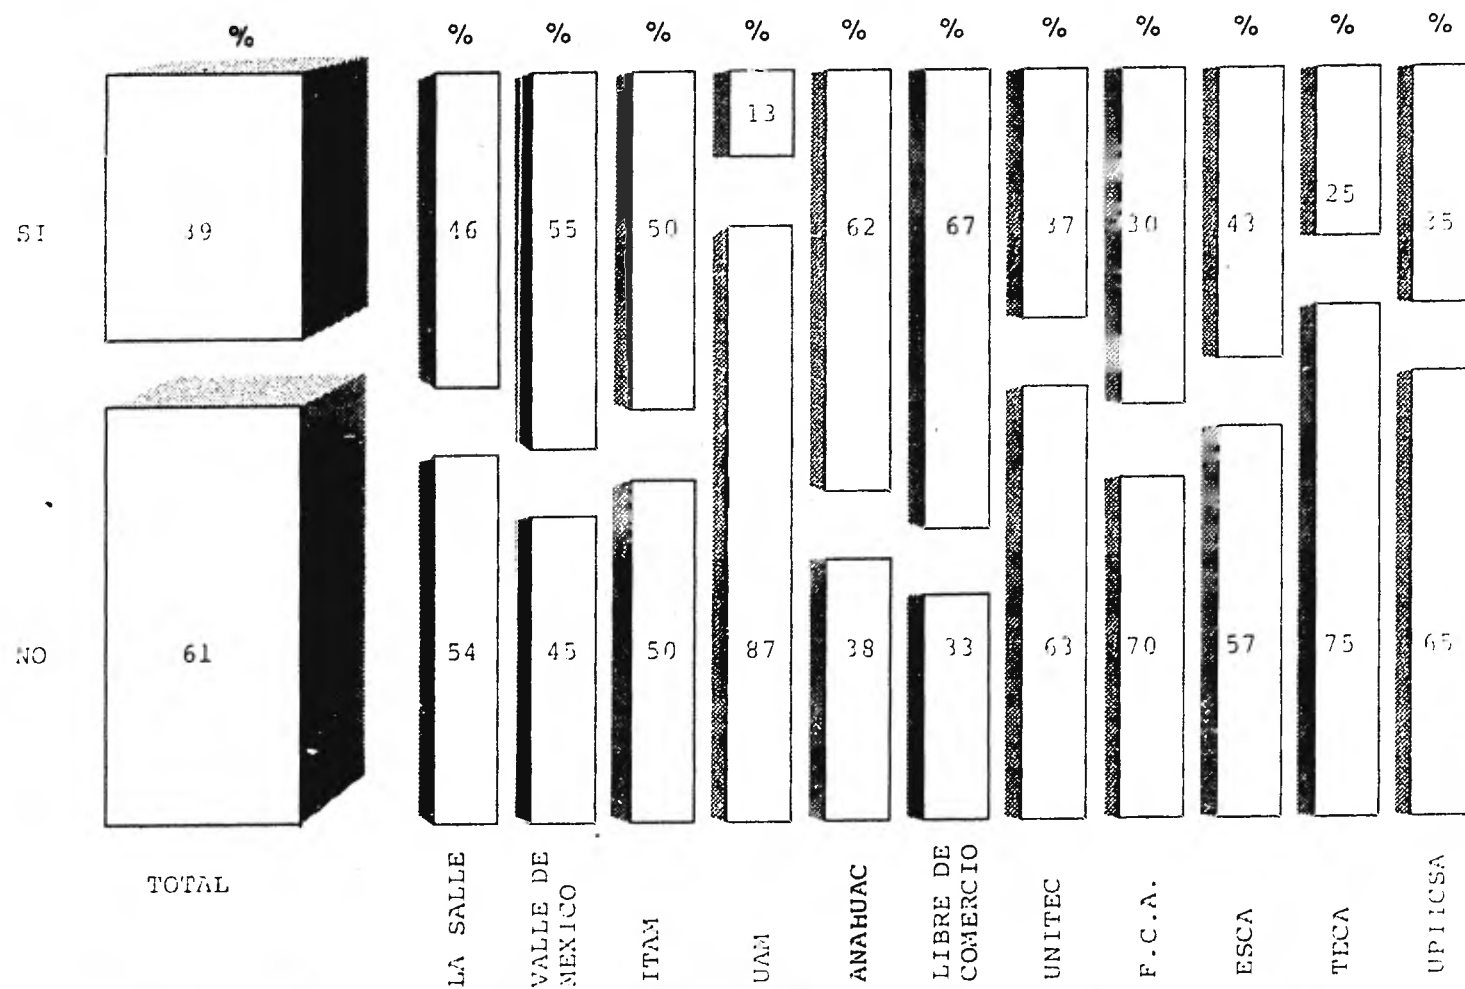 % % % % % % % % % % % %
13
25
SI 39 46 55 50 62 67 37 30 43 35
NO 61 54 45 50 87 38 33 63 70 57 75 65
TOTAL
LA SALLE
VALLE DE
MEXICO
ITAM
UAM
ANAHUAC
LIBRE DE
COMERCIO
UNITEC
F.C.A.
ESCA
TECA
UPIICSA